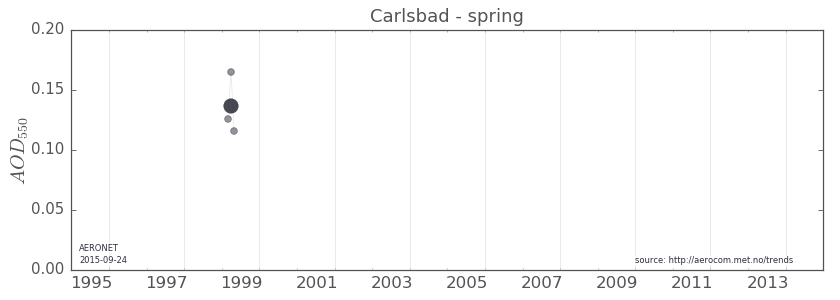 Carlsbad - spring
0.20
0.15
0.10
0.05
0.00
AOD550
AERONET
2015-09-24
source: http://aerocom.met.no/trends
1995 1997 1999 2001 2003 2005 2007 2009 2011 2013